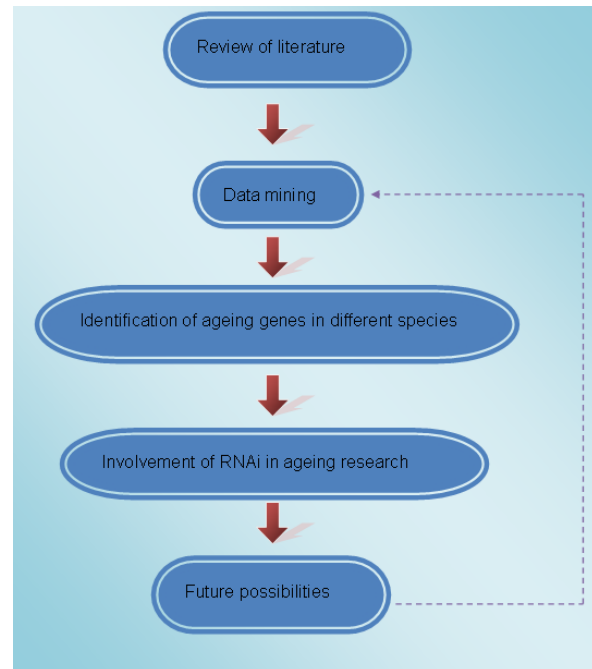 Review of literature
Data mining
Identification of ageing genes in different species
Involvement of RNAi in ageing research
Future possibilities